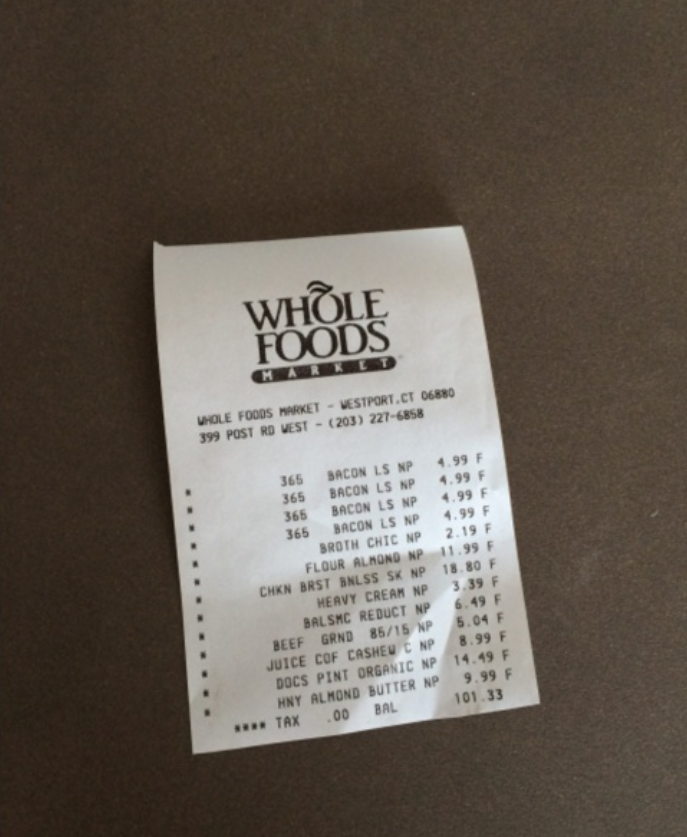 WHOLE
FOODS
MARKET
WHOLE FOODS MARKET - WESTPORT,CT 06880
399 POST RD WEST - (203) 227-6858
365 BACON LS NP 4.99 F
365 BACON LS NP 4.99 F
365 BACON LS NP 4.99 F
365 BACON LS NP 4.99 F
BROTH CHIC NP 2.19 F
FLOUR ALMOND NP 11.99 F
CHKN BRST BNLSS SK NP 18.80 F
HEAVY CREAM NP 3.39 F
BALSMC REDUCT NP 6.49 F
BEEF GRND 85/15 NP 5.04 F
JUICE COF CASHEW C NP 8.99 F
DOCS PINT ORGANIC NP 14.49 F
HNY ALMOND BUTTER NP 9.99 F
**** TAX .00 BAL 101.33